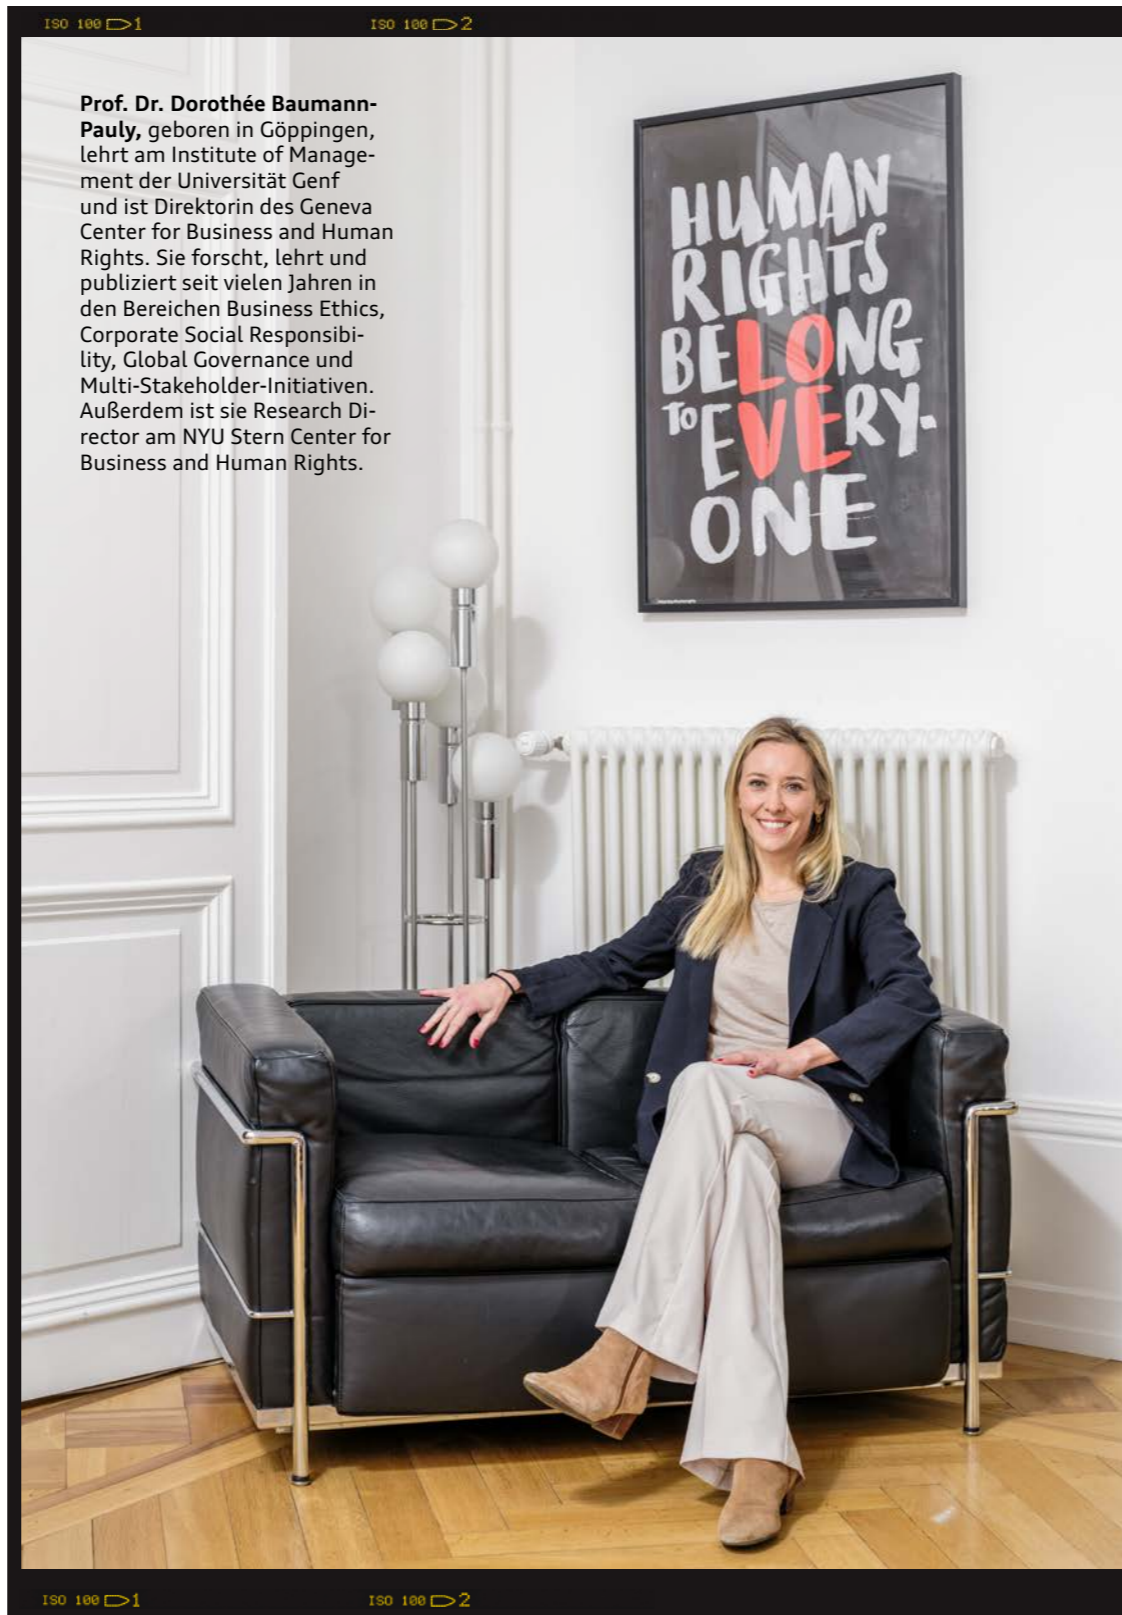 ISO 100 1
ISO 100 2
Prof. Dr. Dorothée Baumann-
Pauly, geboren in Göppingen,
lehrt am Institute of Manage-
ment der Universität Genf
und ist Direktorin des Geneva
Center for Business and Human
Rights. Sie forscht, lehrt und
publiziert seit vielen Jahren in
den Bereichen Business Ethics,
Corporate Social Responsibi-
lity, Global Governance und
Multi-Stakeholder-Initiativen.
Außerdem ist sie Research Di-
rector am NYU Stern Center for
Business and Human Rights.
HUMAN
RIGHTS
BELONG
TO EVERY-
ONE
ISO 100 1
ISO 100 2